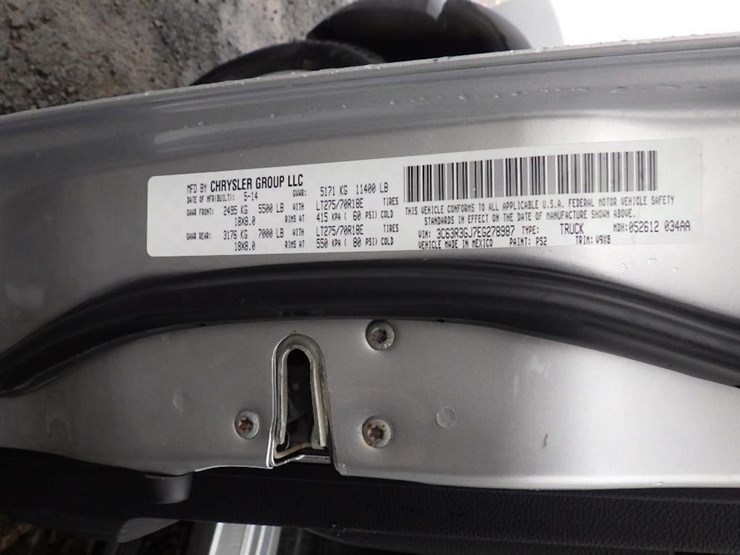 MFD BY CHRYSLER GROUP LLC
DATE OF MFR(BUILT): 5-14 GVWR: 5171 KG 11400 LB
GAWR FRONT: 2495 KG 5500 LB WITH LT275/70R18E TIRES
18X8.0 RIMS AT 415 KPA ( 60 PSI) COLD
GAWR REAR: 3176 KG 7000 LB WITH LT275/70R18E TIRES
18X8.0 RIMS AT 550 KPA ( 80 PSI) COLD
THIS VEHICLE CONFORMS TO ALL APPLICABLE U.S.A. FEDERAL MOTOR VEHICLE SAFETY
STANDARDS IN EFFECT ON THE DATE OF MANUFACTURE SHOWN ABOVE.
VIN: 3C63R3GJ7EG278987 TYPE: TRUCK MDH: 052612 034AA
VEHICLE MADE IN MEXICO PAINT: PS2 TRIM: V9X8